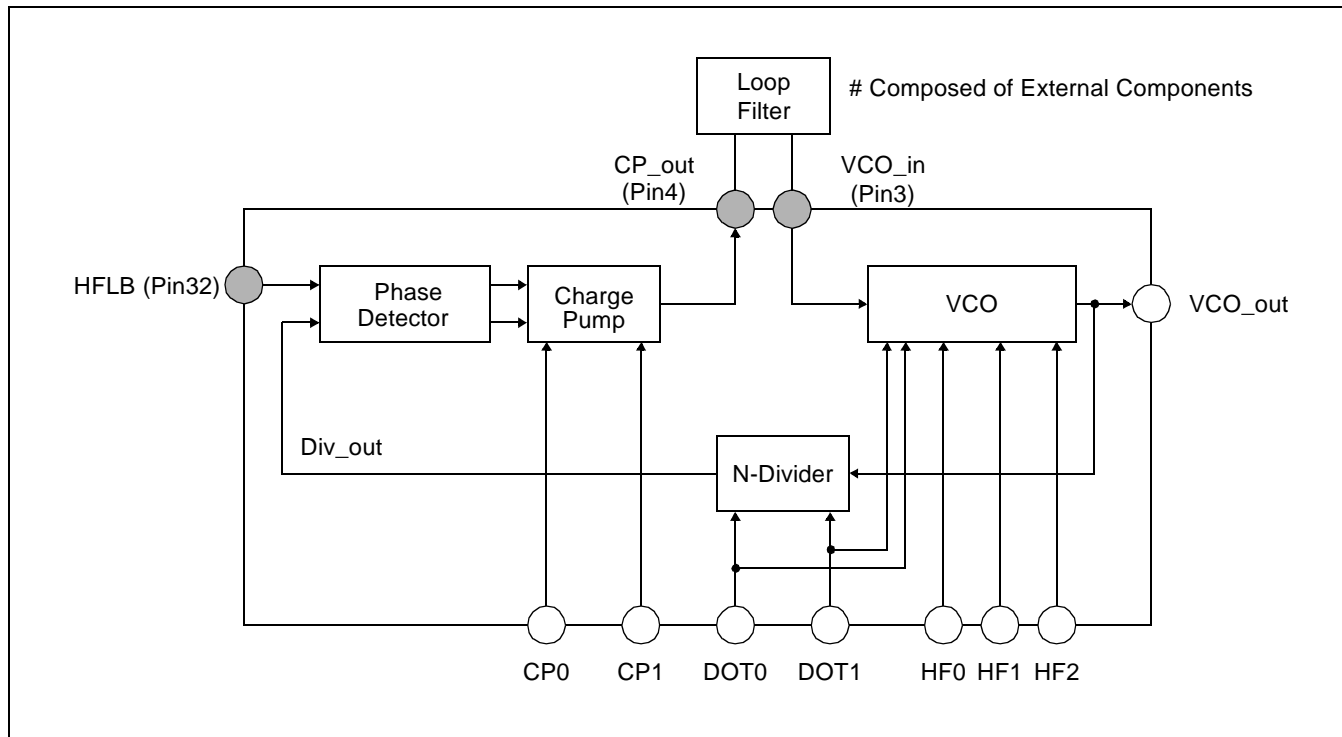 Loop
Filter
# Composed of External Components
CP_out
(Pin4)
VCO_in
(Pin3)
HFLB (Pin32)
Phase
Detector
Charge
Pump
VCO
VCO_out
Div_out
N-Divider
CP0
CP1
DOT0
DOT1
HF0
HF1
HF2